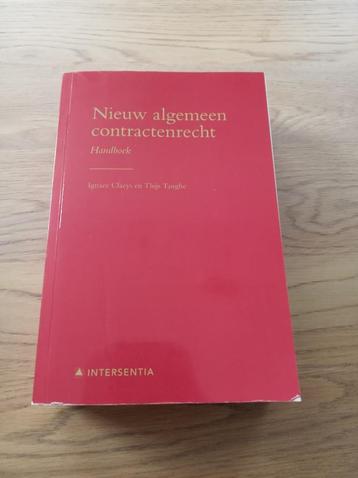 Nieuw algemeen
contractenrecht
Handboek
Ignace Claeys en Thijs Tanghe
INTERSENTIA